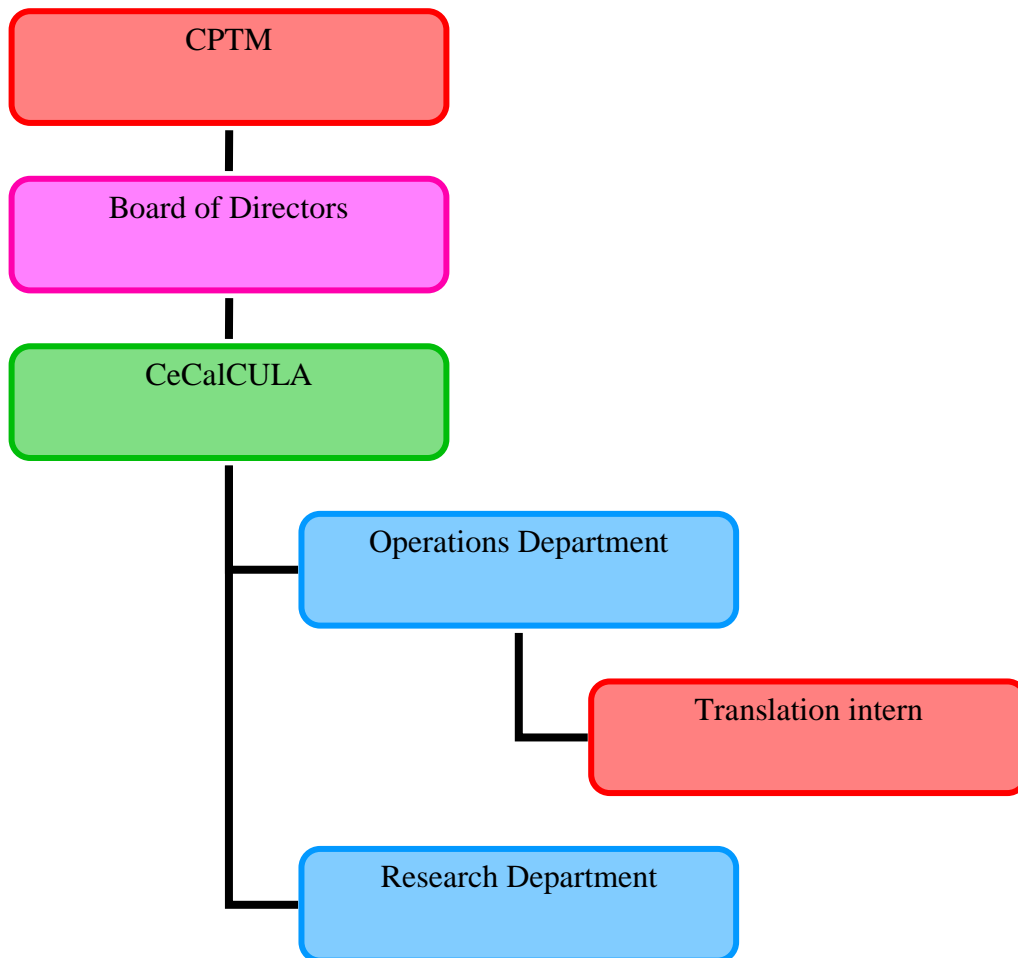 CPTM
Board of Directors
CeCalCULA
Operations Department
Translation intern
Research Department